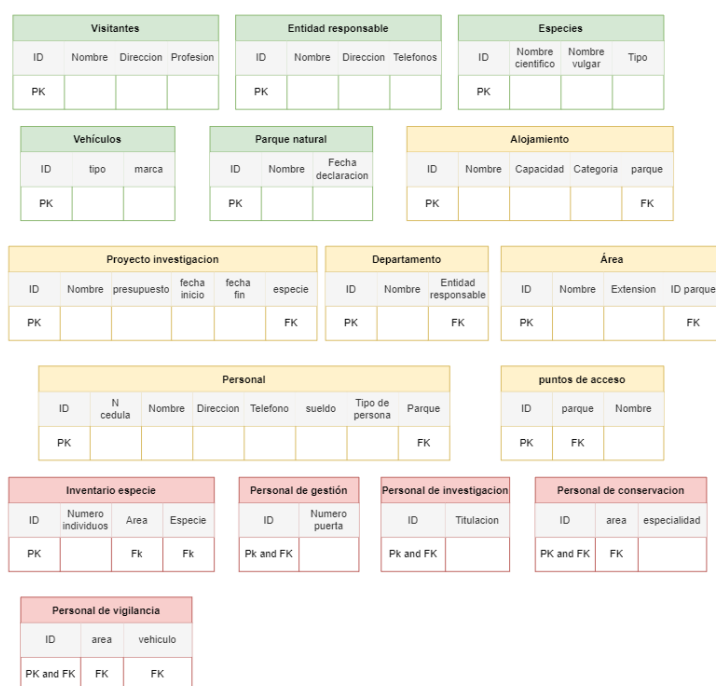 Visitantes
ID Nombre Direccion Profesion
PK
Entidad responsable
ID Nombre Direccion Telefonos
PK
Especies
ID Nombre cientifico Nombre vulgar Tipo
PK
Vehículos
ID tipo marca
PK
Parque natural
ID Nombre Fecha declaracion
PK
Alojamiento
ID Nombre Capacidad Categoria parque
PK FK
Proyecto investigacion
ID Nombre presupuesto fecha inicio fecha fin especie
PK FK
Departamento
ID Nombre Entidad responsable
PK FK
Área
ID Nombre Extension ID parque
PK FK
Personal
ID N cedula Nombre Direccion Telefono sueldo Tipo de persona Parque
PK FK
puntos de acceso
ID parque Nombre
PK FK
Inventario especie
ID Numero individuos Area Especie
PK Fk Fk
Personal de gestión
ID Numero puerta
Pk and FK
Personal de investigacion
ID Titulacion
Pk and FK
Personal de conservacion
ID area especialidad
PK and FK FK
Personal de vigilancia
ID area vehiculo
PK and FK FK FK